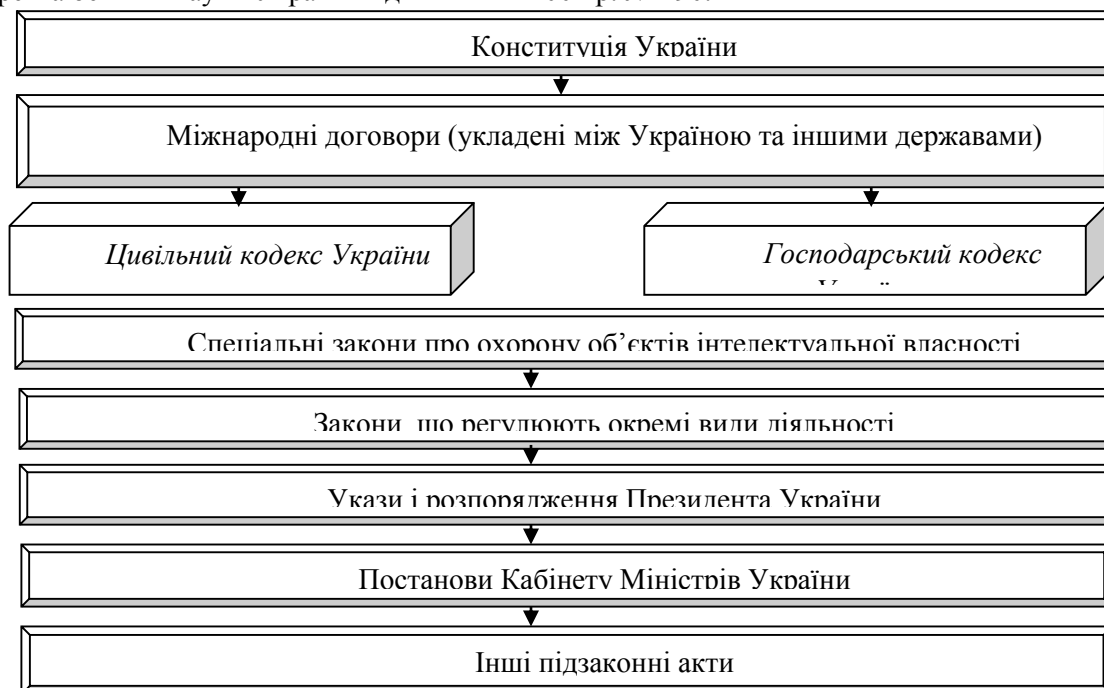 Конституція України
Міжнародні договори (укладені між Україною та іншими державами)
Цивільний кодекс України
Господарський кодекс
Спеціальні закони про охорону об’єктів інтелектуальної власності
Закони, що регулюють окремі види діяльності
Укази і розпорядження Президента України
Постанови Кабінету Міністрів України
Інші підзаконні акти